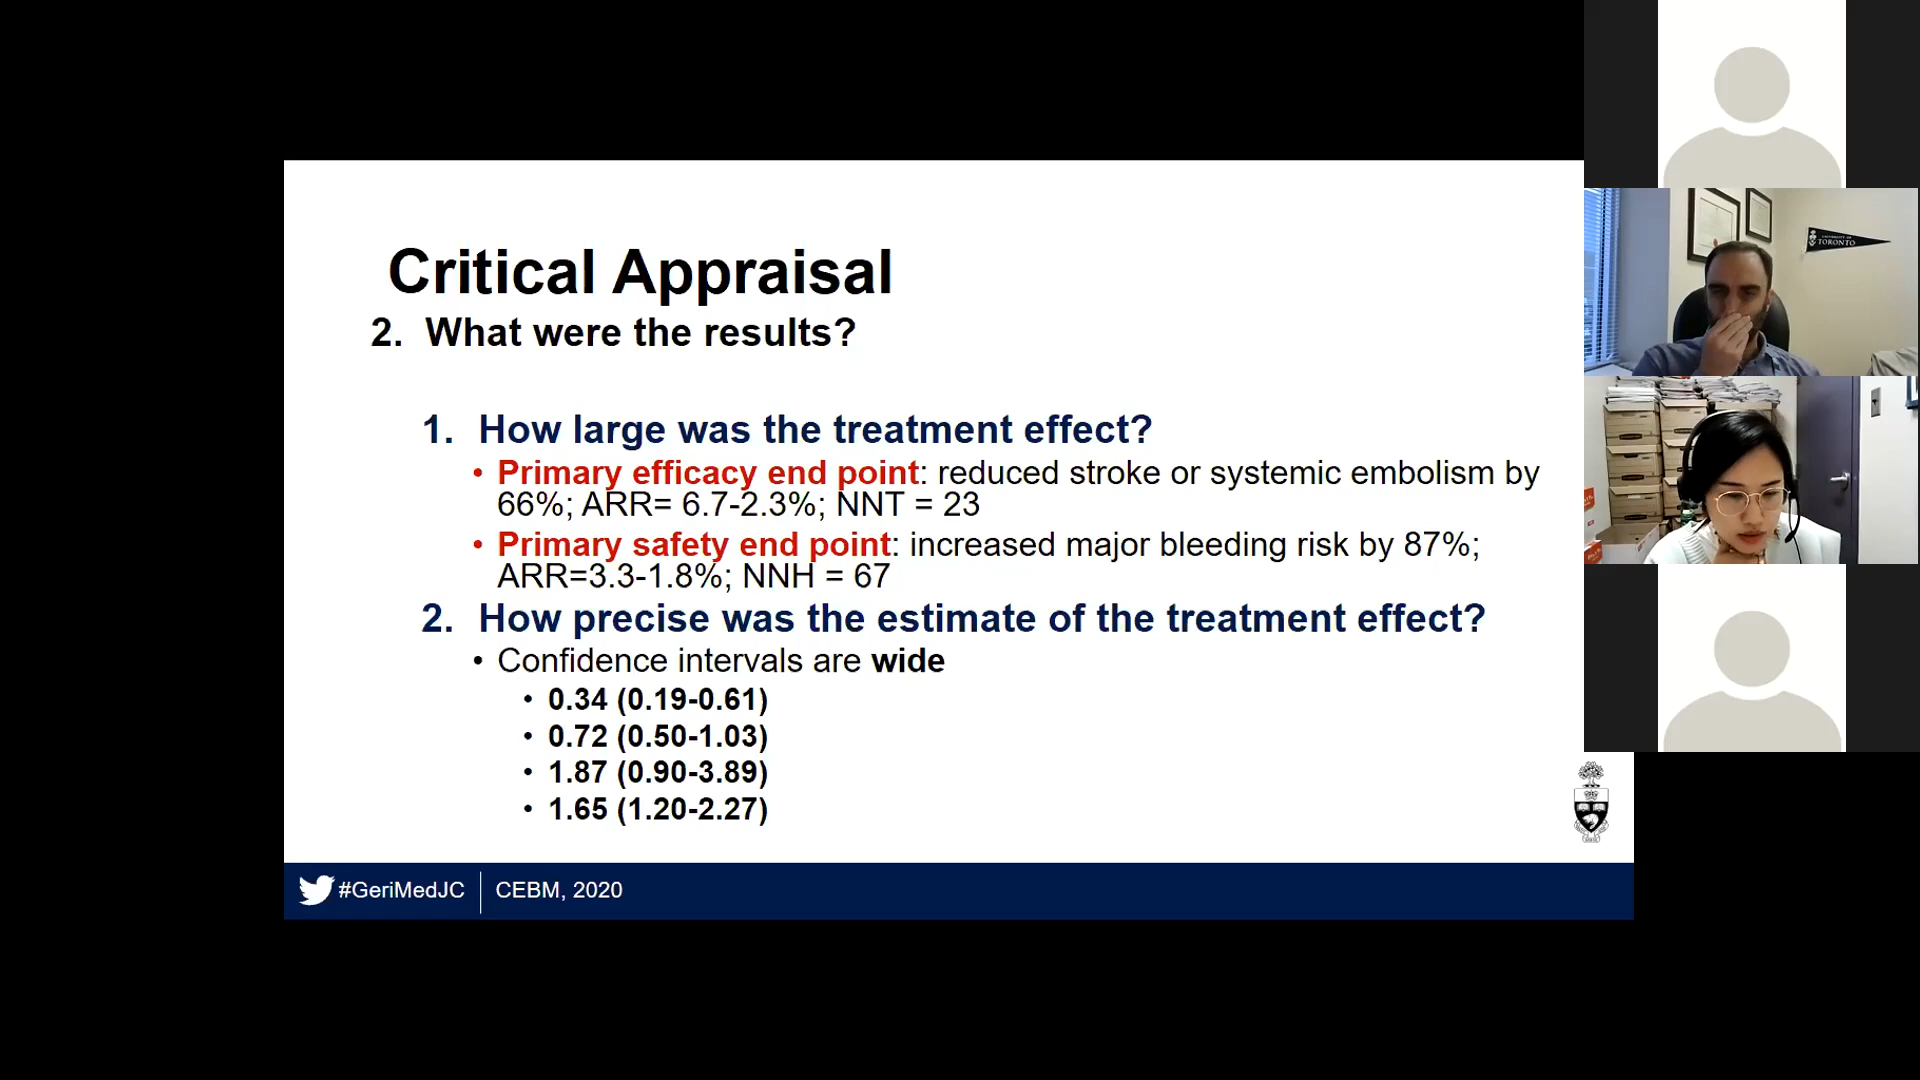 Critical Appraisal
2. What were the results?
1. How large was the treatment effect?
• Primary efficacy end point: reduced stroke or systemic embolism by
66%; ARR= 6.7-2.3%; NNT = 23
• Primary safety end point: increased major bleeding risk by 87%;
ARR=3.3-1.8%; NNH = 67
2. How precise was the estimate of the treatment effect?
• Confidence intervals are wide
• 0.34 (0.19-0.61)
• 0.72 (0.50-1.03)
• 1.87 (0.90-3.89)
• 1.65 (1.20-2.27)
#GeriMedJC
CEBM, 2020
UNIVERSITY OF
TORONTO